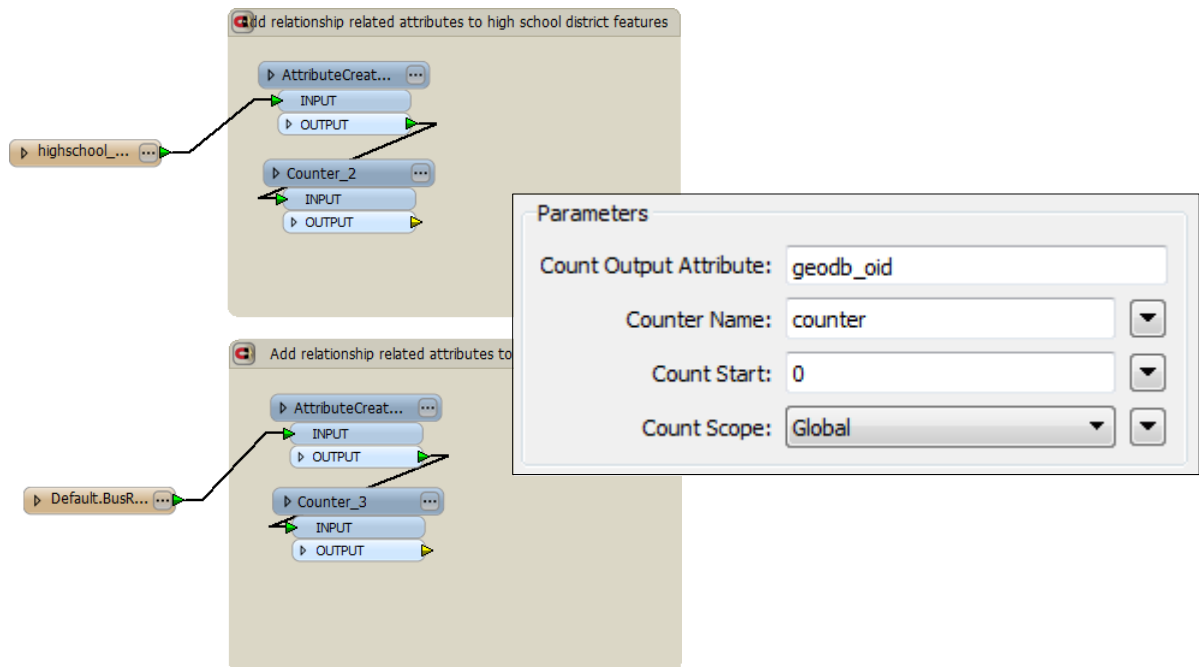 dd relationship related attributes to high school district features
AttributeCreat...
INPUT
OUTPUT
highschool_...
Counter_2
INPUT
OUTPUT
Parameters
Count Output Attribute: geodb_oid
Counter Name: counter
Count Start: 0
Count Scope: Global
Add relationship related attributes to
AttributeCreat...
INPUT
OUTPUT
Default.BusR...
Counter_3
INPUT
OUTPUT